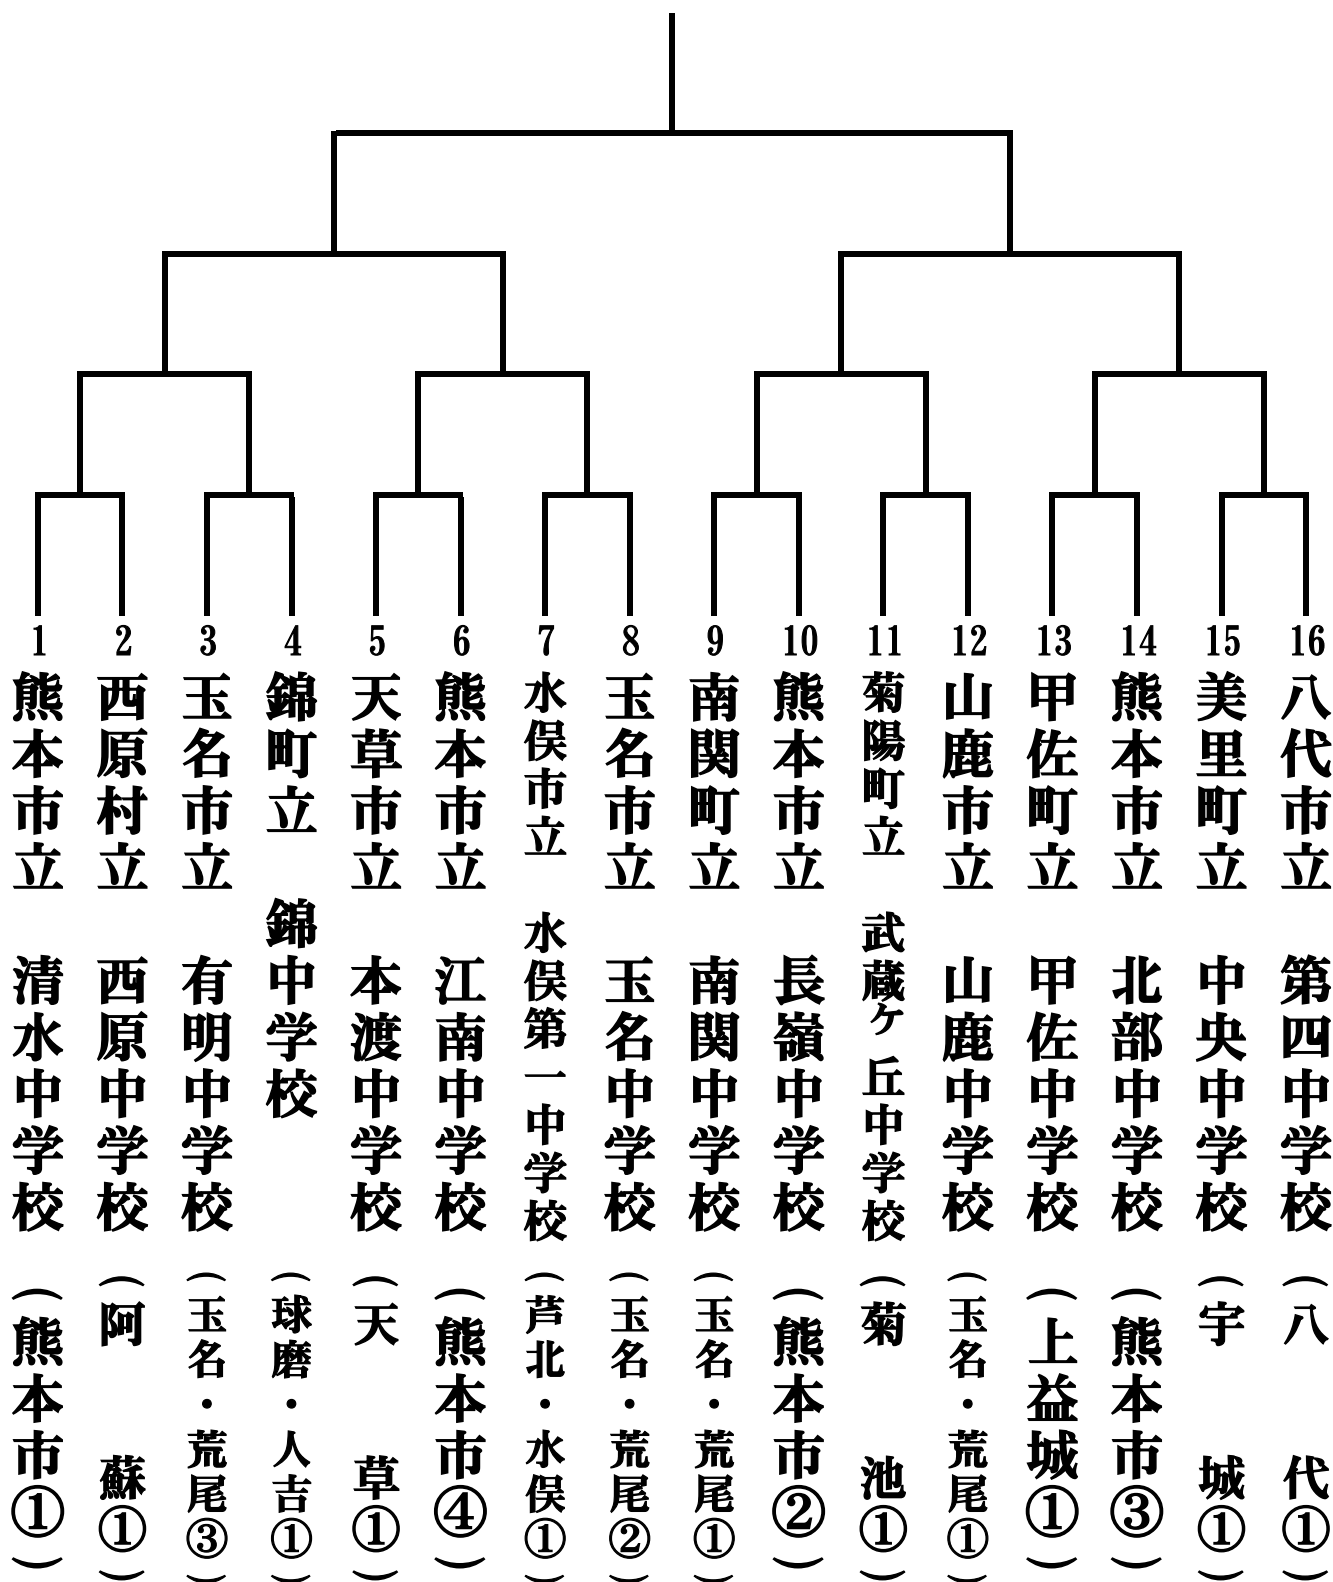 1 熊本市立 清水中学校 (熊本市①)
2 西原村立 西原中学校 (阿蘇①)
3 玉名市立 有明中学校 (玉名・荒尾③)
4 錦町立 錦中学校 (球磨・人吉①)
5 天草市立 本渡中学校 (天草①)
6 熊本市立 江南中学校 (熊本市④)
7 水俣市立 水俣第一中学校 (芦北・水俣①)
8 玉名市立 玉名中学校 (玉名・荒尾②)
9 南関町立 南関中学校 (玉名・荒尾①)
10 熊本市立 長嶺中学校 (熊本市②)
11 菊陽町立 武蔵ケ丘中学校 (菊池①)
12 山鹿市立 山鹿中学校 (玉名・荒尾①)
13 甲佐町立 甲佐中学校 (上益城①)
14 熊本市立 北部中学校 (熊本市③)
15 美里町立 中央中学校 (宇城①)
16 八代市立 第四中学校 (八代①)